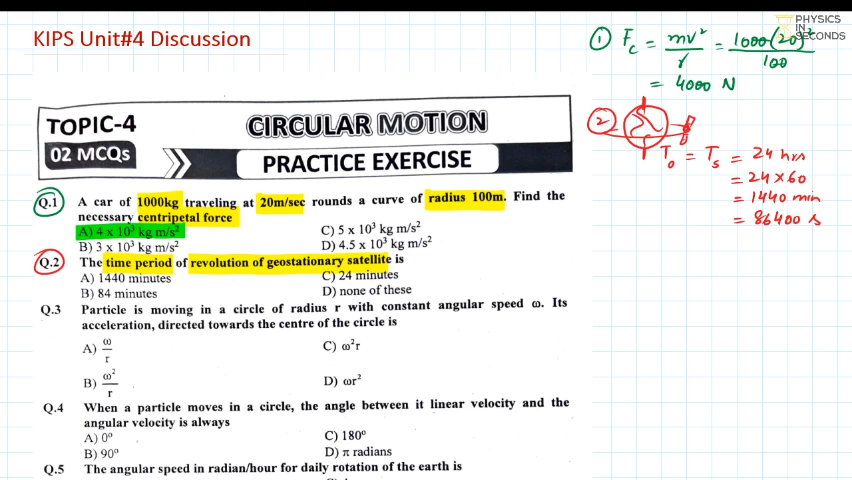 KIPS Unit#4 Discussion
PHYSICS
IN
SECONDS
① Fc = mv²/r = 1000(20)²/100
= 4000 N
TOPIC-4
02 MCQs
CIRCULAR MOTION
PRACTICE EXERCISE
② To = Ts = 24 hrs
= 24 × 60
= 1440 min
= 86400 s
Q.1 A car of 1000kg traveling at 20m/sec rounds a curve of radius 100m. Find the
necessary centripetal force
A) 4 x 10³ kg m/s² C) 5 x 10³ kg m/s²
B) 3 x 10³ kg m/s² D) 4.5 x 10³ kg m/s²
Q.2 The time period of revolution of geostationary satellite is
A) 1440 minutes C) 24 minutes
B) 84 minutes D) none of these
Q.3 Particle is moving in a circle of radius r with constant angular speed ω. Its
acceleration, directed towards the centre of the circle is
A) ω/r C) ω²r
B) ω²/r D) ωr²
Q.4 When a particle moves in a circle, the angle between it linear velocity and the
angular velocity is always
A) 0º C) 180º
B) 90º D) π radians
Q.5 The angular speed in radian/hour for daily rotation of the earth is